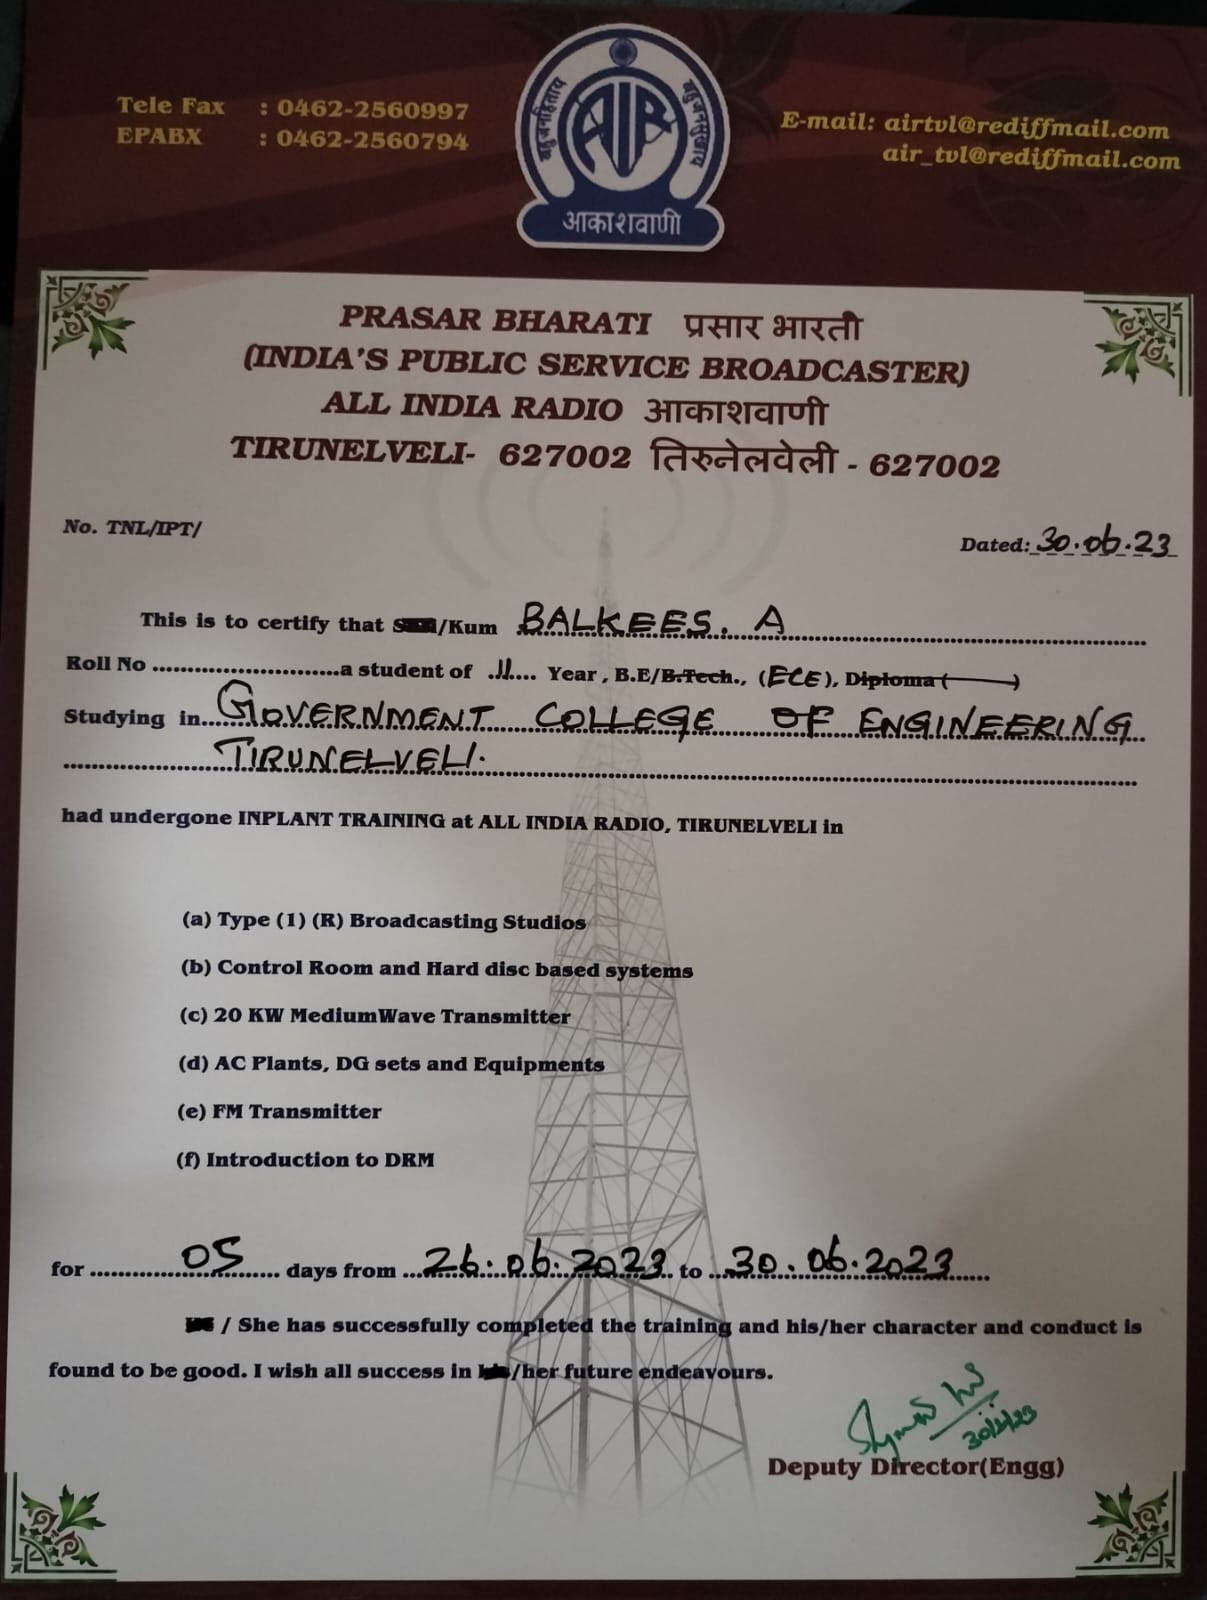 Tele Fax : 0462-2560997
EPABX : 0462-2560794
बहुजनहिताय
बहुजनसुखाय
AIR
आकाशवाणी
E-mail: airtvl@rediffmail.com
air_tvl@rediffmail.com
PRASAR BHARATI प्रसार भारती
(INDIA'S PUBLIC SERVICE BROADCASTER)
ALL INDIA RADIO आकाशवाणी
TIRUNELVELI- 627002 तिरुनेलवेली - 627002
No. TNL/IPT/
Dated: 30.06.23
This is to certify that /Kum BALKEES. A
Roll No ........................a student of .II.... Year , B.E/B.Tech., (ECE), Diploma ( )
Studying in...GOVERNMENT COLLEGE OF ENGINEERING
TIRUNELVELI.
had undergone INPLANT TRAINING at ALL INDIA RADIO, TIRUNELVELI in
(a) Type (1) (R) Broadcasting Studios
(b) Control Room and Hard disc based systems
(c) 20 KW MediumWave Transmitter
(d) AC Plants, DG sets and Equipments
(e) FM Transmitter
(f) Introduction to DRM
for 05 days from 26.06.2023 to 30.06.2023
/ She has successfully completed the training and his/her character and conduct is
found to be good. I wish all success in /her future endeavours.
Deputy Director(Engg)